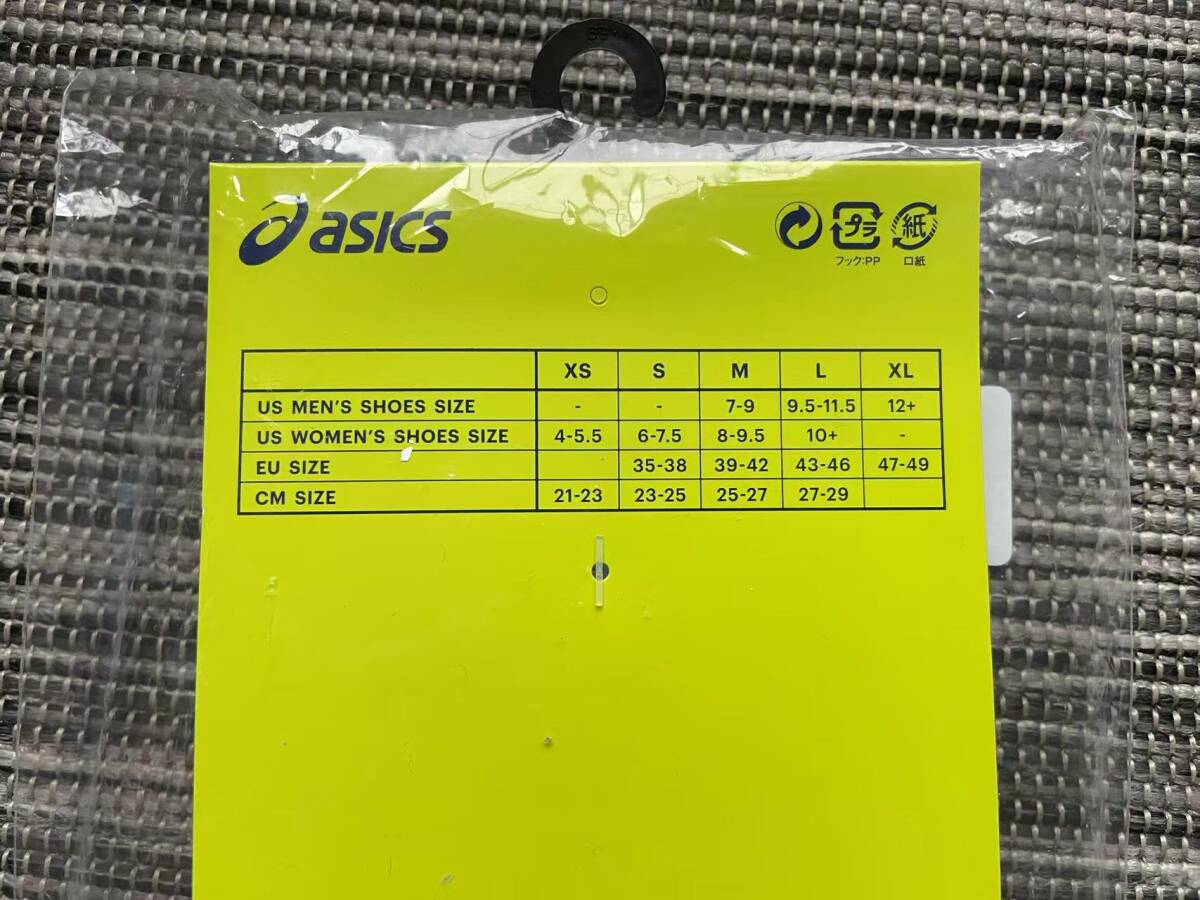 asics
プラ 紙
フック:PP 口紙
XS S M L XL
US MEN'S SHOES SIZE - - 7-9 9.5-11.5 12+
US WOMEN'S SHOES SIZE 4-5.5 6-7.5 8-9.5 10+ -
EU SIZE 35-38 39-42 43-46 47-49
CM SIZE 21-23 23-25 25-27 27-29